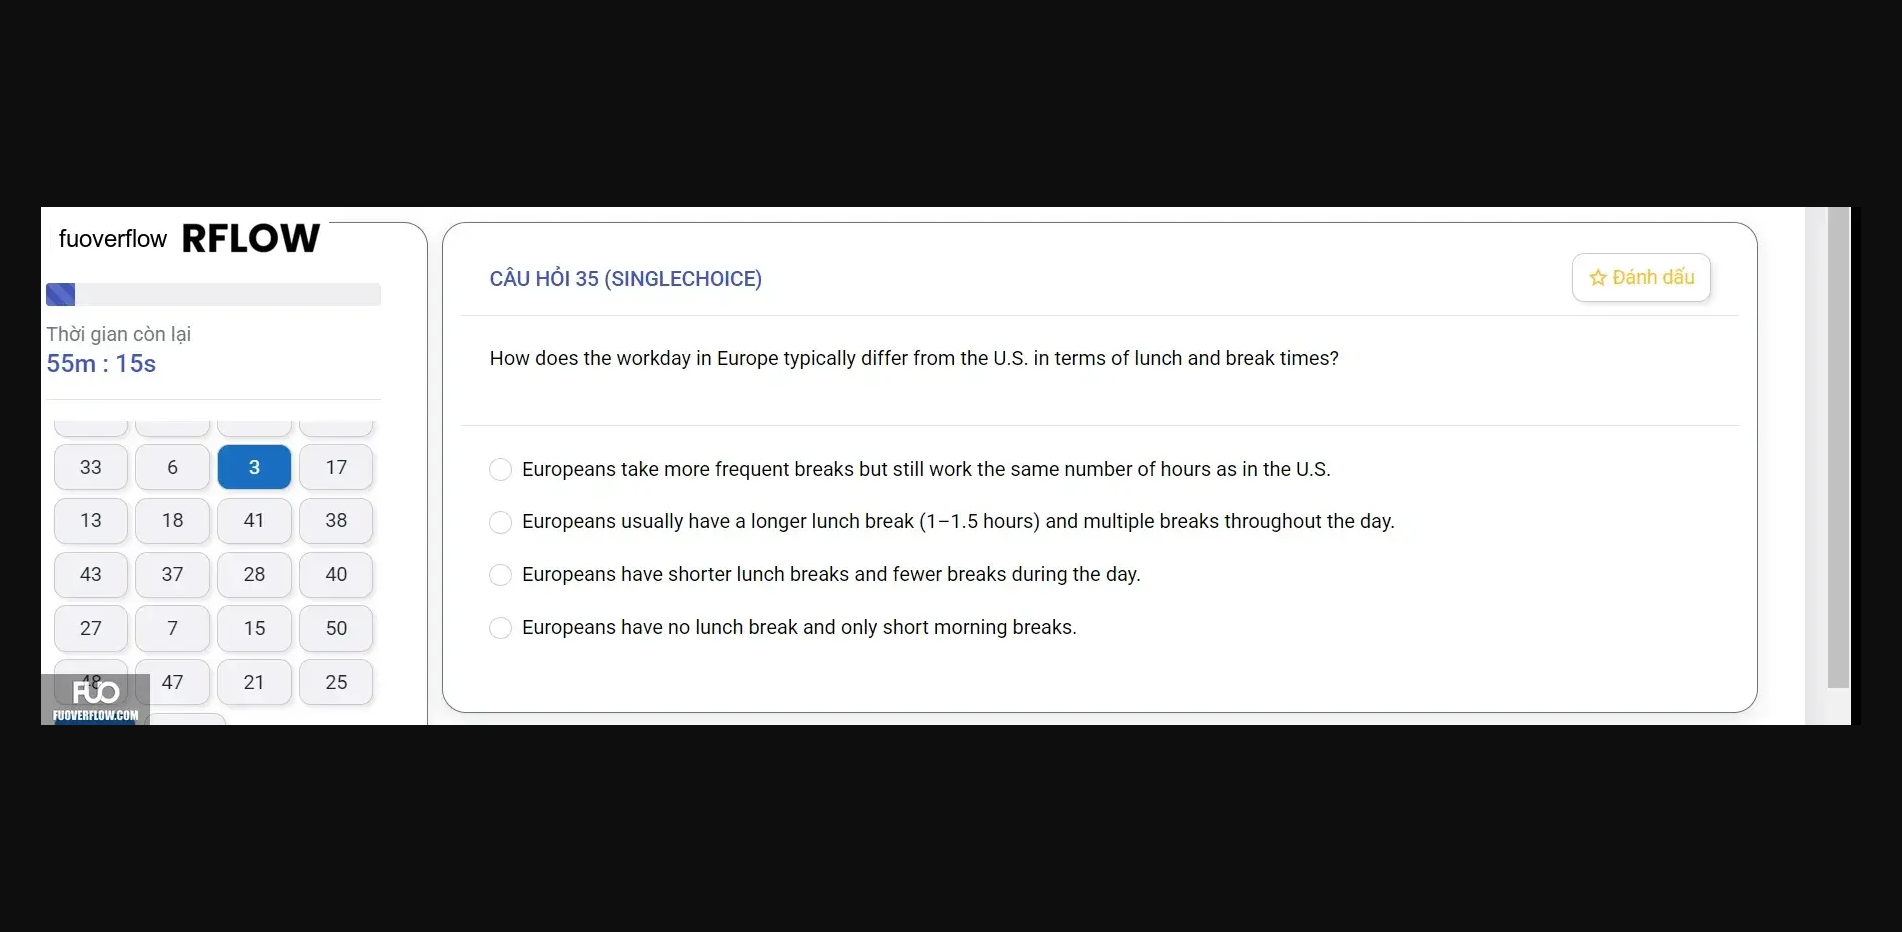 fuoverflow RFLOW
Thời gian còn lại
55m : 15s
33 6 3 17
13 18 41 38
43 37 28 40
27 7 15 50
48 47 21 25
FUO
FUOVERFLOW.COM
CÂU HỎI 35 (SINGLECHOICE)
Đánh dấu
How does the workday in Europe typically differ from the U.S. in terms of lunch and break times?
Europeans take more frequent breaks but still work the same number of hours as in the U.S.
Europeans usually have a longer lunch break (1–1.5 hours) and multiple breaks throughout the day.
Europeans have shorter lunch breaks and fewer breaks during the day.
Europeans have no lunch break and only short morning breaks.